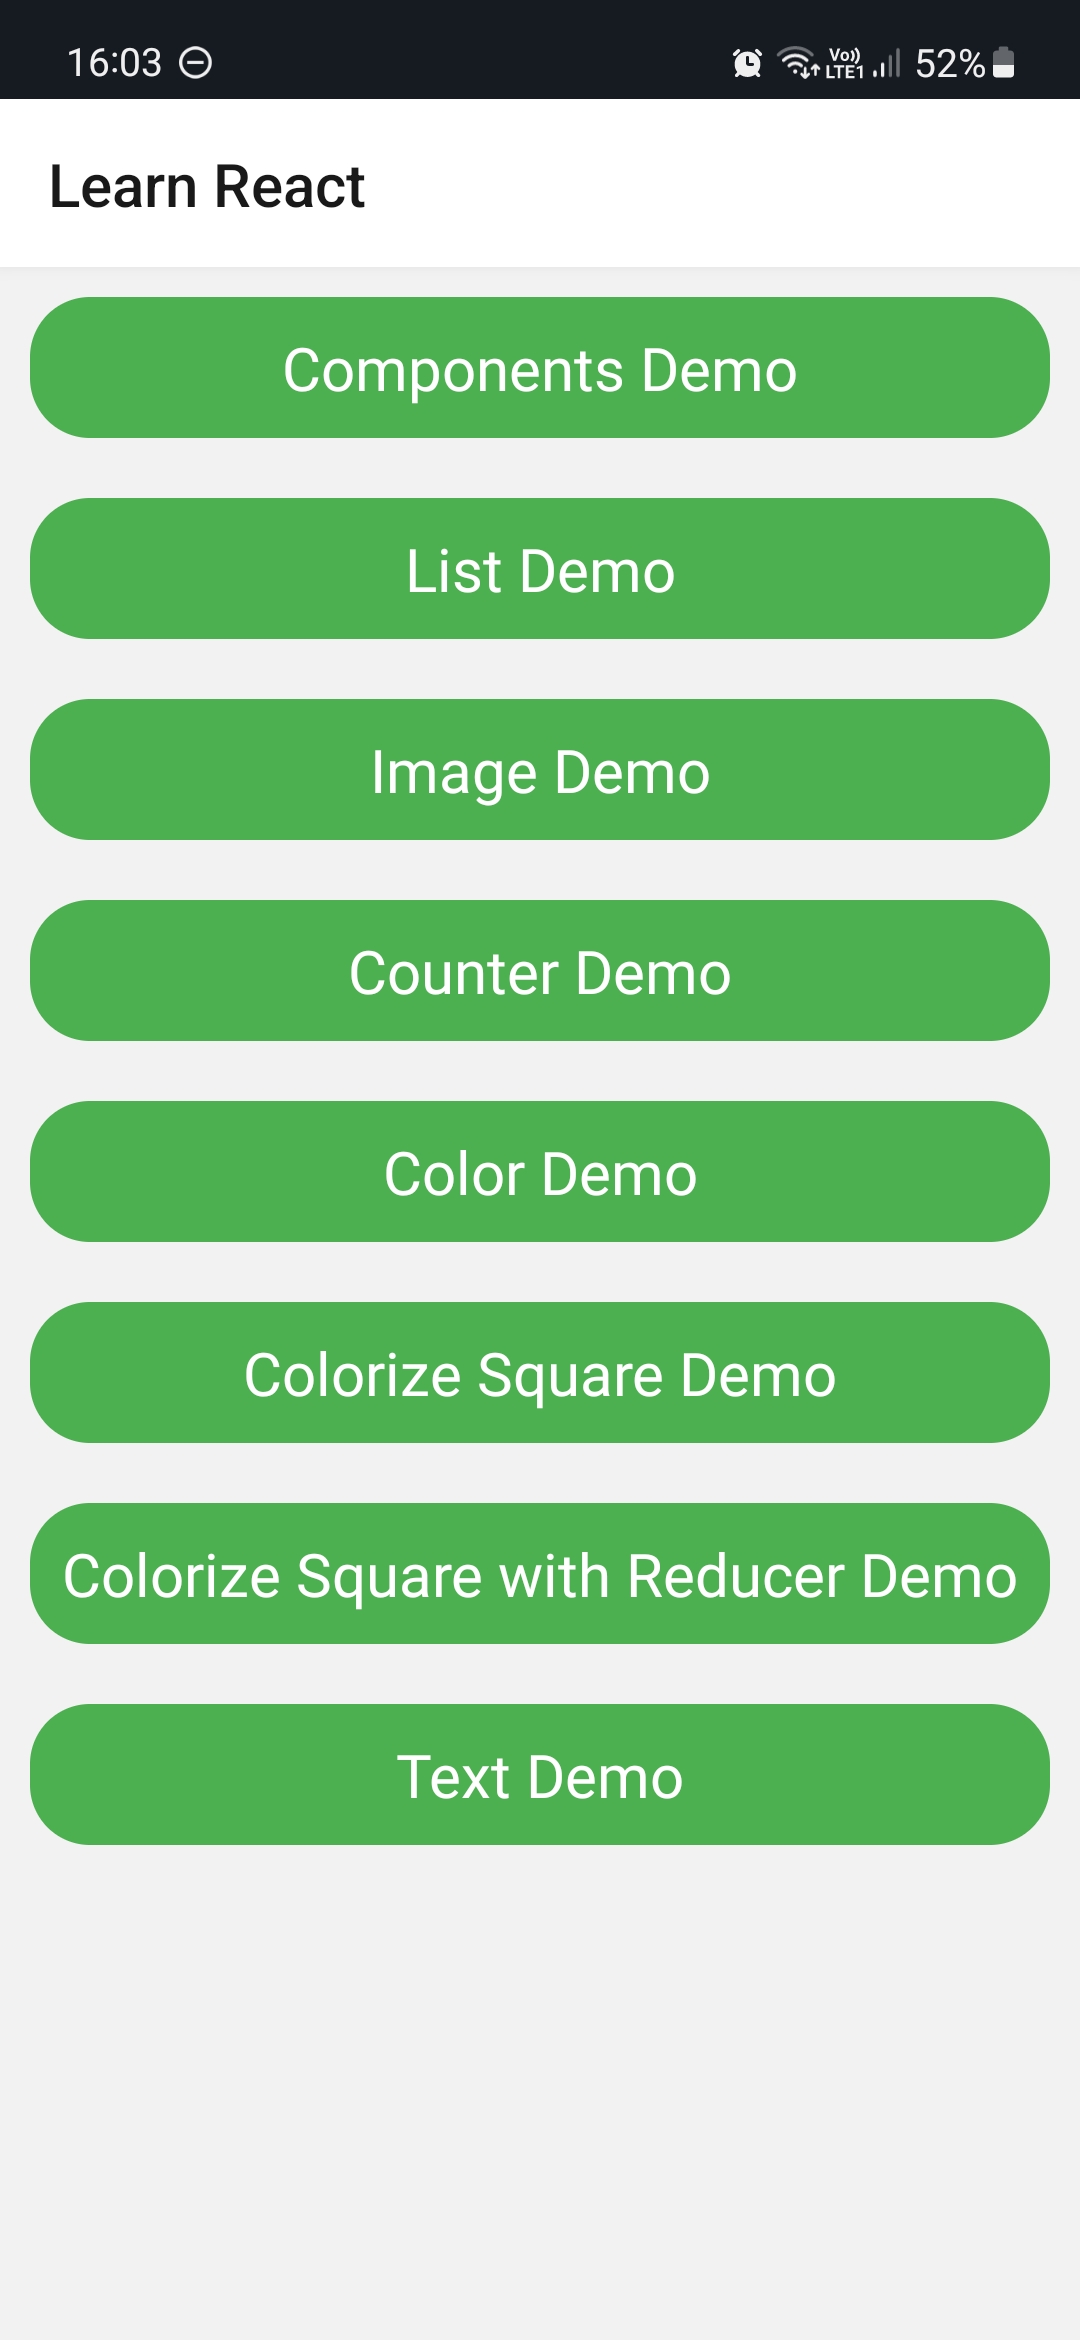 16:03
Vo))
LTE1
52%
Learn React
Components Demo
List Demo
Image Demo
Counter Demo
Color Demo
Colorize Square Demo
Colorize Square with Reducer Demo
Text Demo